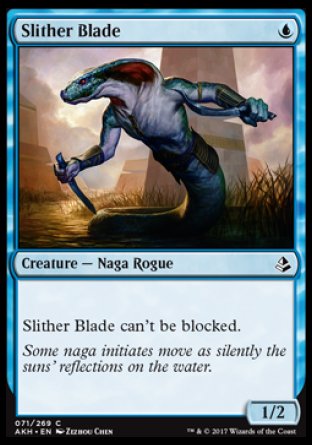 Slither Blade
Creature — Naga Rogue
Slither Blade can't be blocked.
Some naga initiates move as silently the
suns' reflections on the water.
1/2
071/269 C
AKH • EN Zizhou Chen
™ & © 2017 Wizards of the Coast